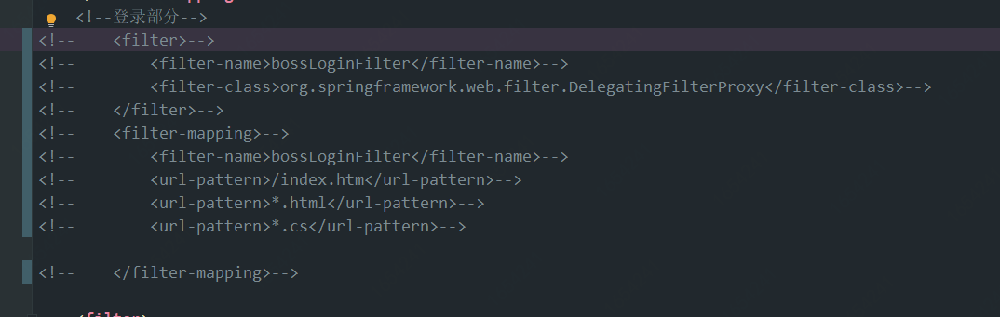 <!--登录部分-->
<!--    <filter>-->
<!--        <filter-name>bossLoginFilter</filter-name>-->
<!--        <filter-class>org.springframework.web.filter.DelegatingFilterProxy</filter-class>-->
<!--    </filter>-->
<!--    <filter-mapping>-->
<!--        <filter-name>bossLoginFilter</filter-name>-->
<!--        <url-pattern>/index.htm</url-pattern>-->
<!--        <url-pattern>*.html</url-pattern>-->
<!--        <url-pattern>*.cs</url-pattern>-->
<!--    </filter-mapping>-->